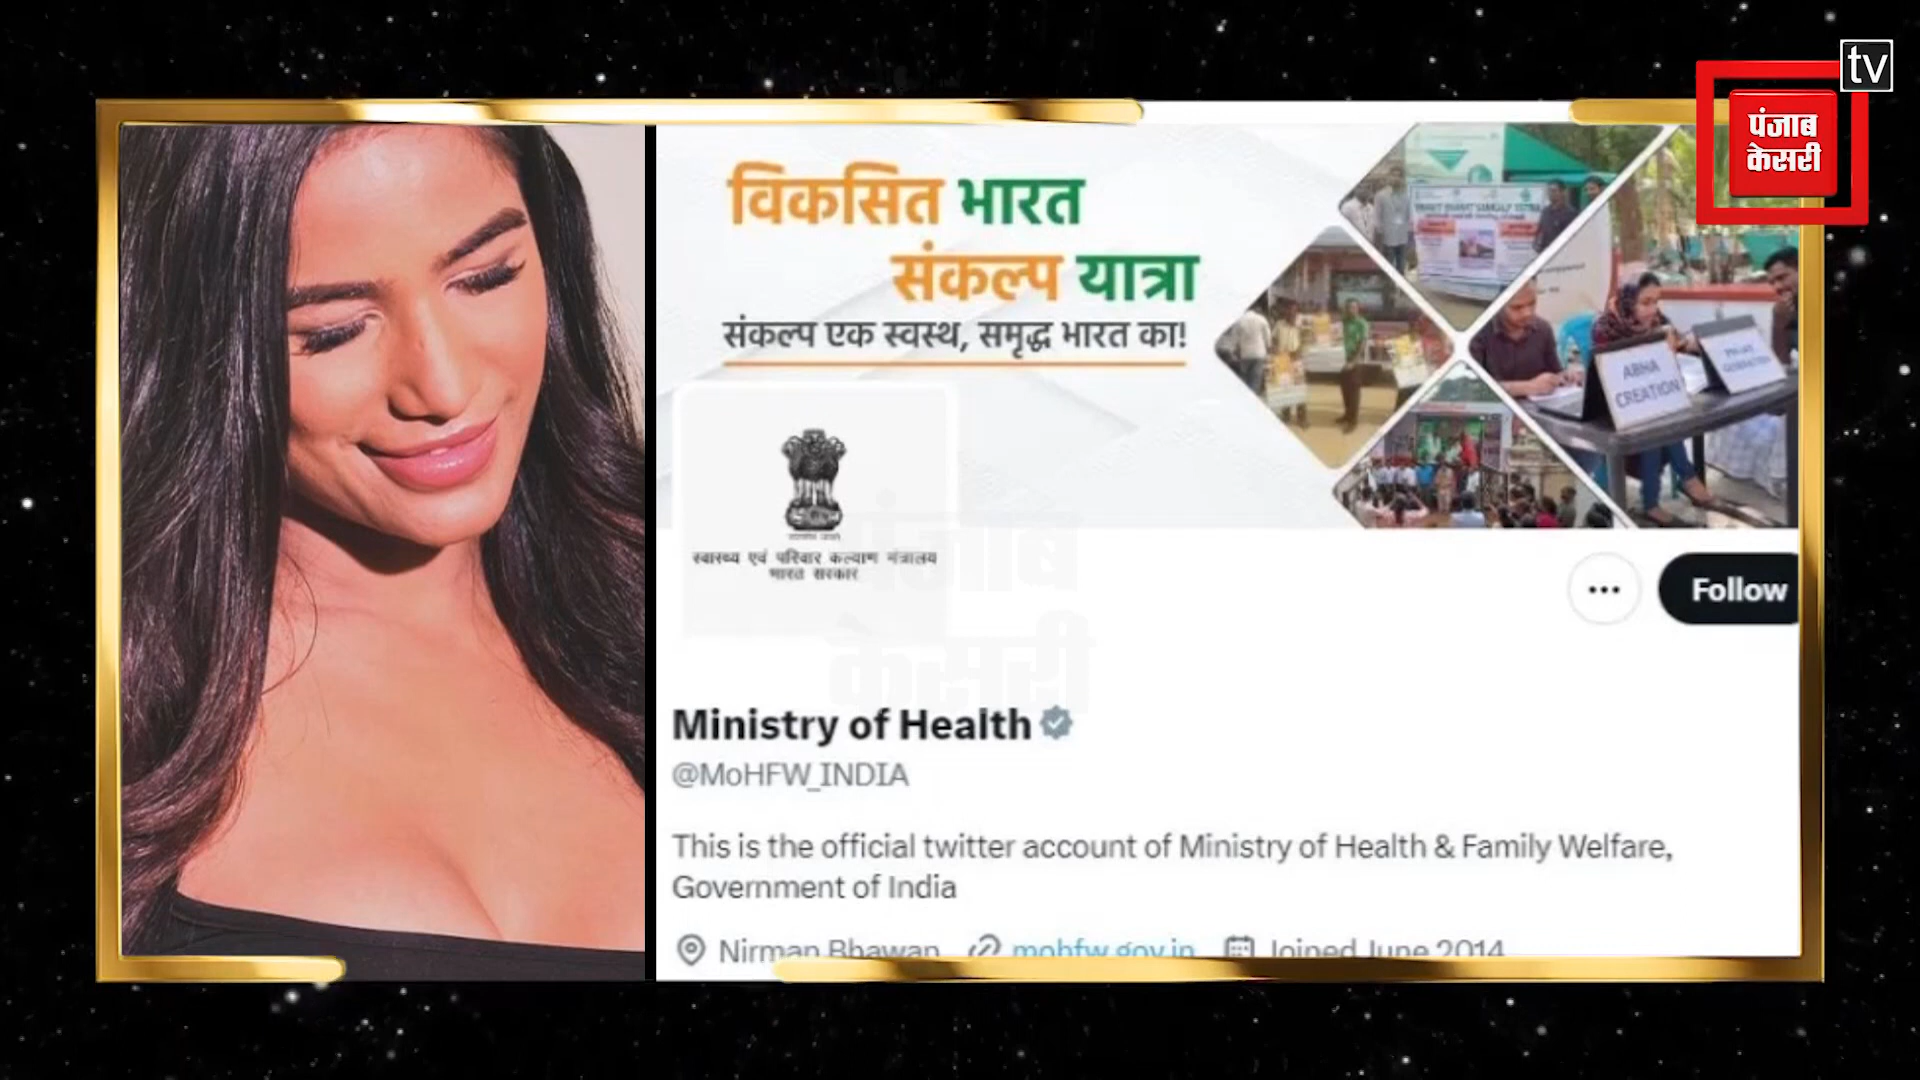 tv
पंजाब
केसरी
विकसित भारत
संकल्प यात्रा
संकल्प एक स्वस्थ, समृद्ध भारत का!
ABHA
CREATION
स्वास्थ्य एवं परिवार कल्याण मंत्रालय
भारत सरकार
पंजाब
केसरी
Follow
Ministry of Health
@MoHFW_INDIA
This is the official twitter account of Ministry of Health & Family Welfare,
Government of India
Nirman Bhawan mohfw.gov.in Joined June 2014